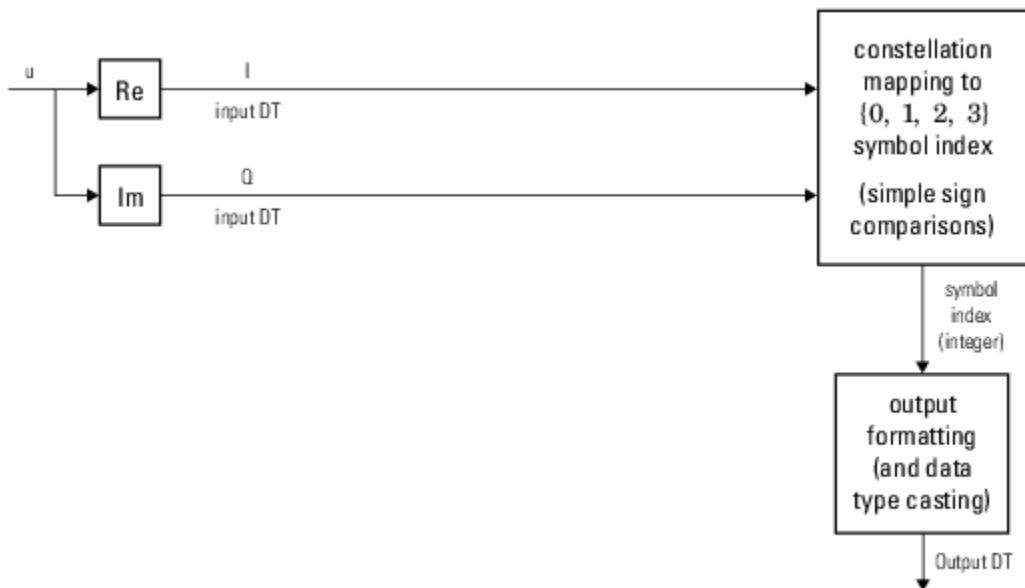 u
Re
I
input DT
Im
Q
input DT
constellation
mapping to
{0, 1, 2, 3}
symbol index
(simple sign
comparisons)
symbol
index
(integer)
output
formatting
(and data
type casting)
Output DT